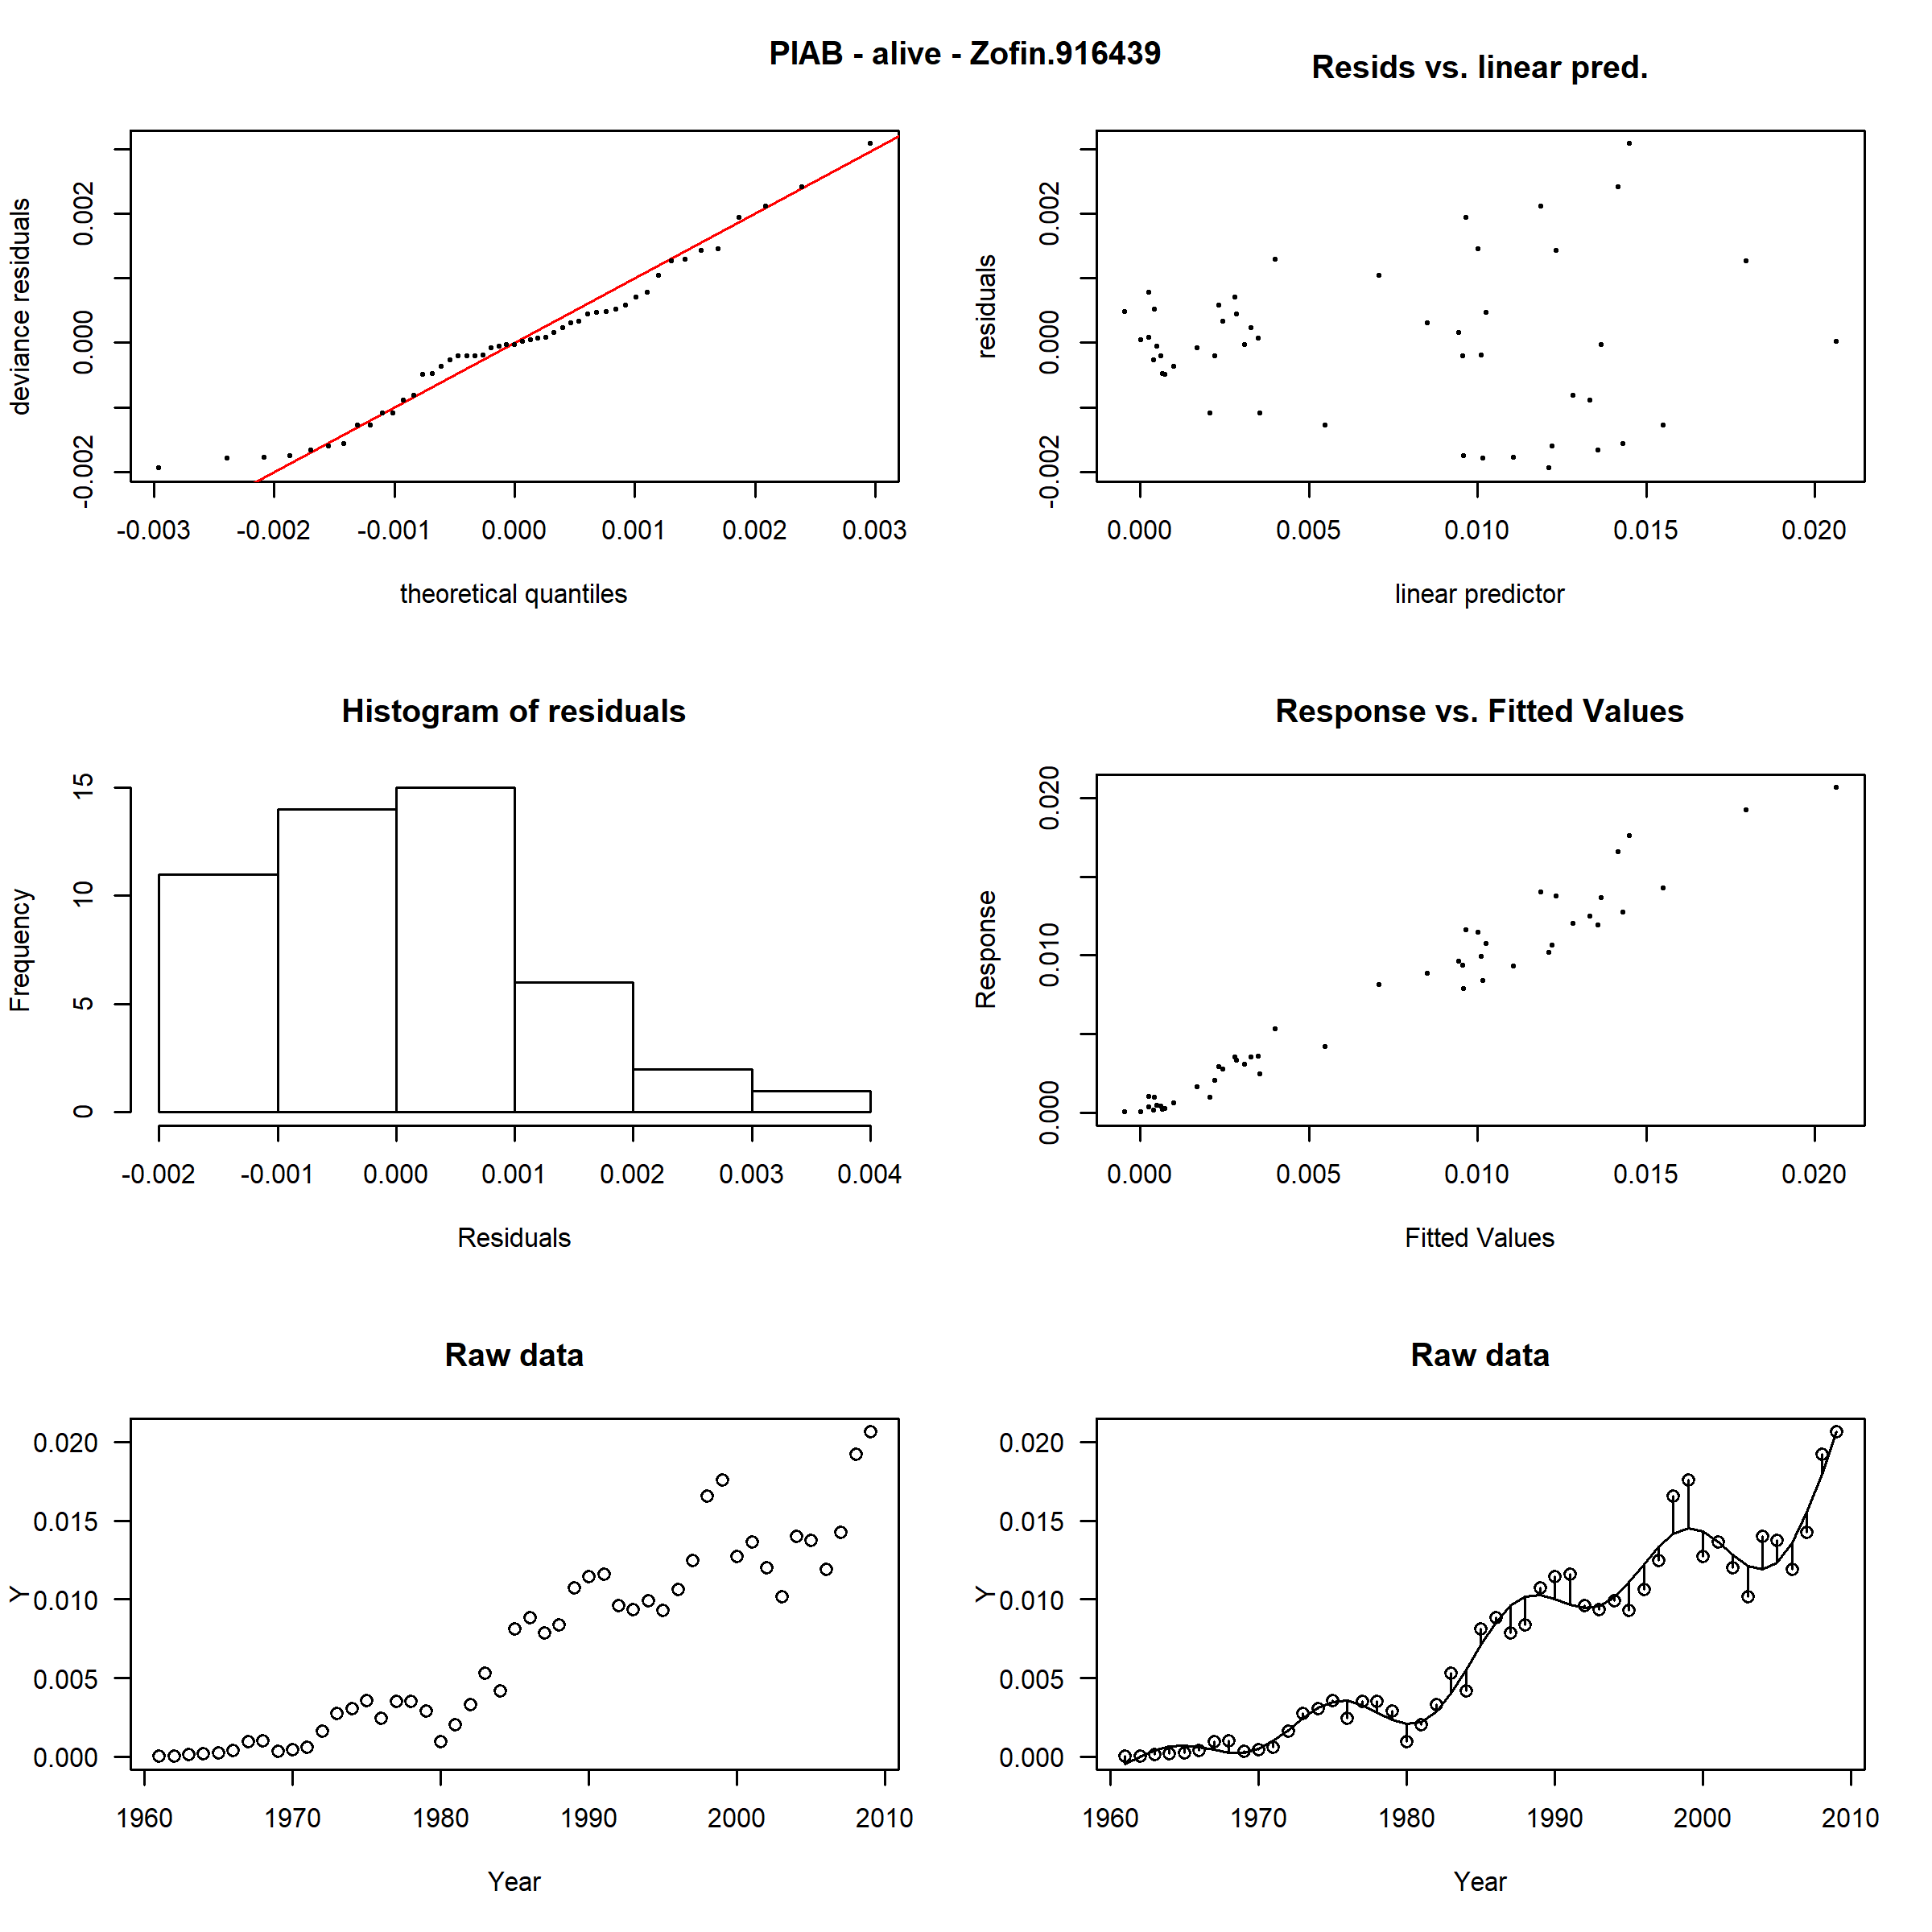 PIAB - alive - Zofin.916439
Resids vs. linear pred.
deviance residuals
-0.002 0.000 0.002
-0.003 -0.002 -0.001 0.000 0.001 0.002 0.003
theoretical quantiles
residuals
-0.002 0.000 0.002
0.000 0.005 0.010 0.015 0.020
linear predictor
Histogram of residuals
Frequency
0 5 10 15
-0.002 -0.001 0.000 0.001 0.002 0.003 0.004
Residuals
Response vs. Fitted Values
Response
0.000 0.010 0.020
0.000 0.005 0.010 0.015 0.020
Fitted Values
Raw data
Y
0.020
0.015
0.010
0.005
0.000
1960 1970 1980 1990 2000 2010
Year
Raw data
Y
0.020
0.015
0.010
0.005
0.000
1960 1970 1980 1990 2000 2010
Year